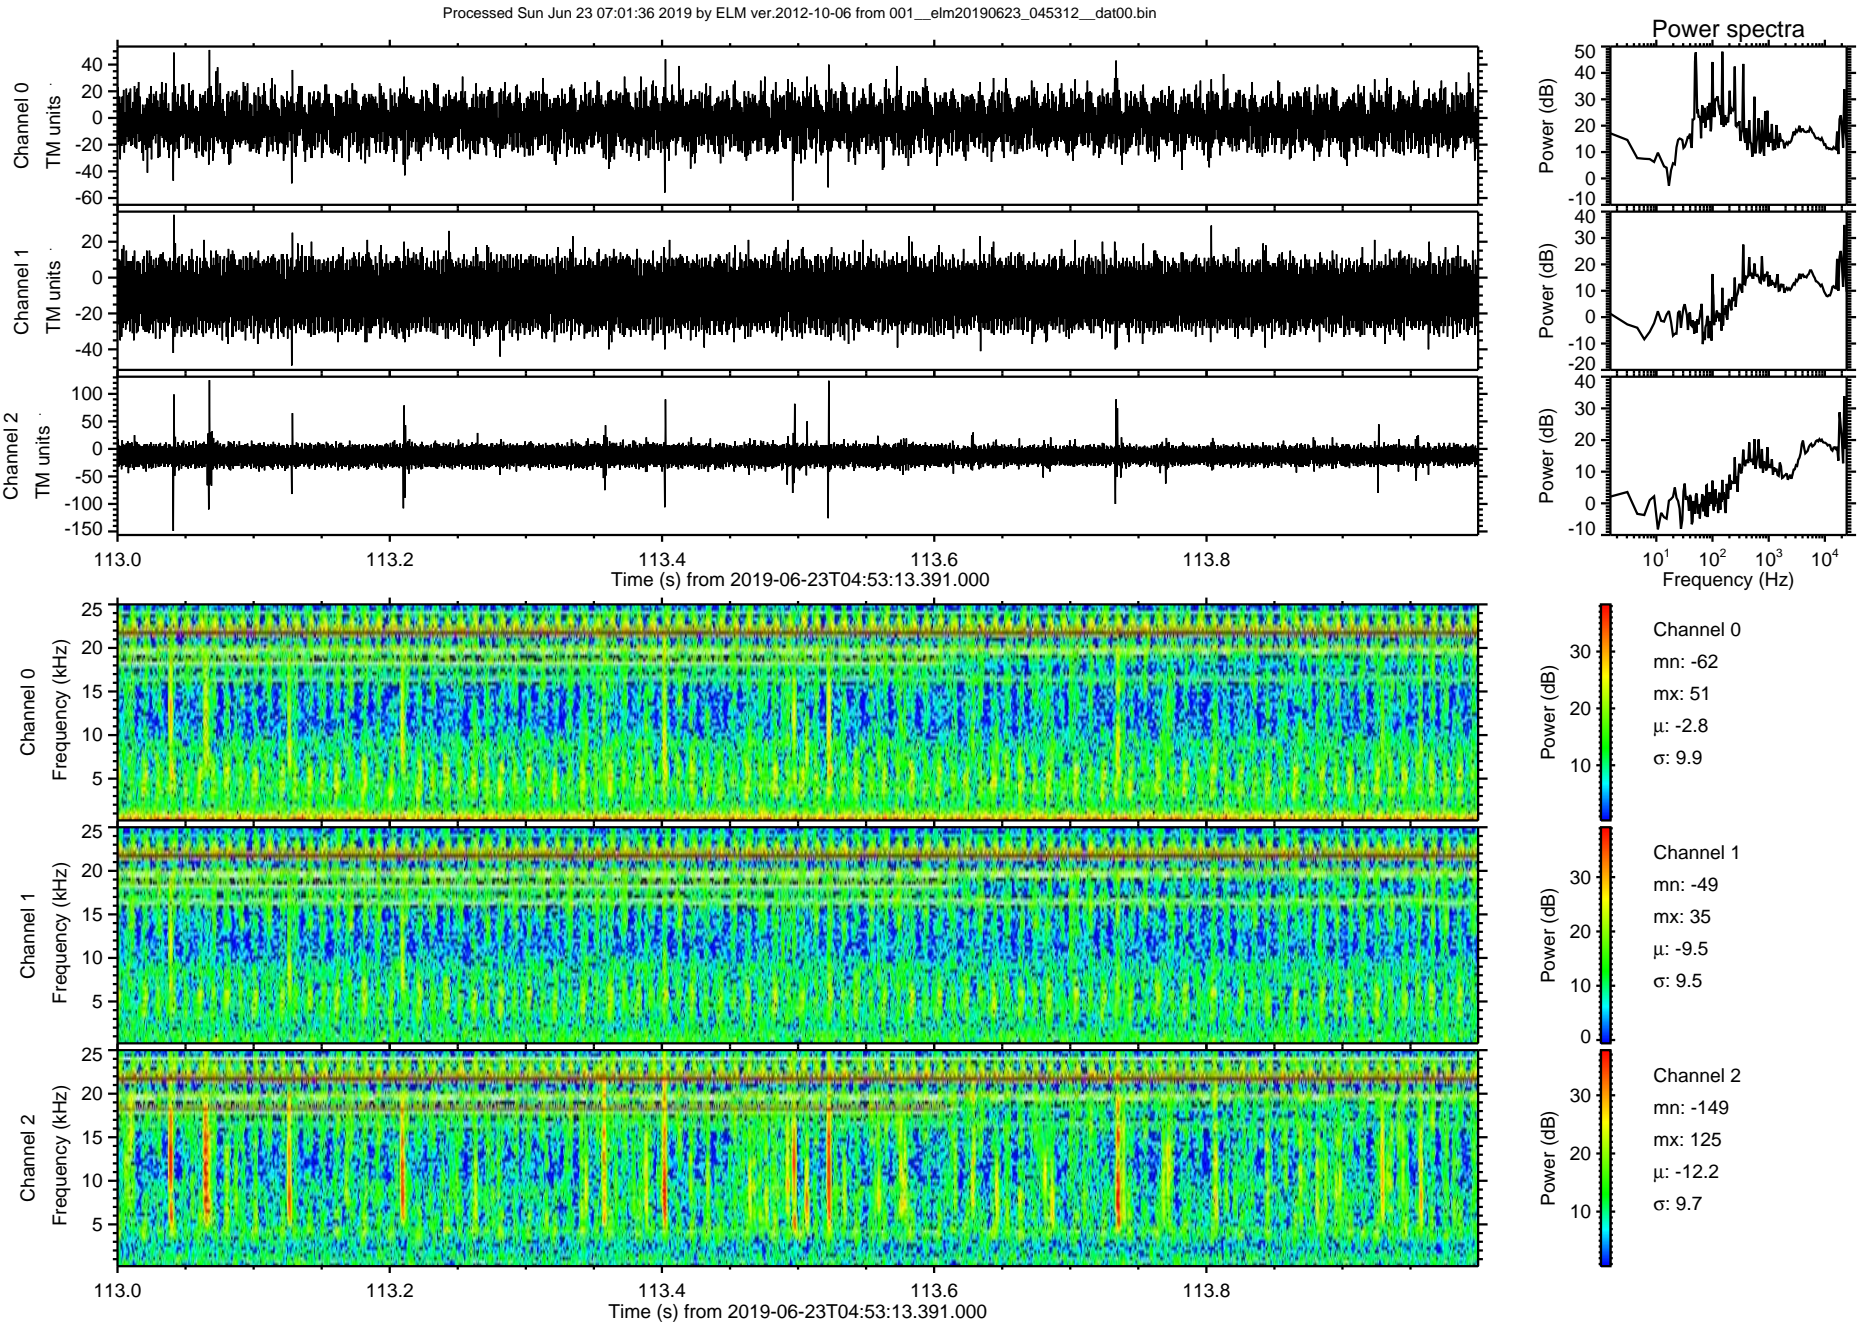 Processed Sun Jun 23 07:01:36 2019 by ELM ver.2012-10-06 from 001__elm20190623_045312__dat00.bin
Power spectra
Channel 0
TM units
40
20
0
-20
-40
-60
Power (dB)
50
40
30
20
10
0
-10
Channel 1
TM units
20
0
-20
-40
Power (dB)
40
30
20
10
0
-10
-20
Channel 2
TM units
100
50
0
-50
-100
-150
Power (dB)
40
30
20
10
0
-10
113.0 113.2 113.4 113.6 113.8
Time (s) from 2019-06-23T04:53:13.391.000
10^1 10^2 10^3 10^4
Frequency (Hz)
Channel 0
Frequency (kHz)
25
20
15
10
5
Power (dB)
30
20
10
Channel 0
mn: -62
mx: 51
μ: -2.8
σ: 9.9
Channel 1
Frequency (kHz)
25
20
15
10
5
Power (dB)
30
20
10
0
Channel 1
mn: -49
mx: 35
μ: -9.5
σ: 9.5
Channel 2
Frequency (kHz)
25
20
15
10
5
Power (dB)
30
20
10
Channel 2
mn: -149
mx: 125
μ: -12.2
σ: 9.7
113.0 113.2 113.4 113.6 113.8
Time (s) from 2019-06-23T04:53:13.391.000